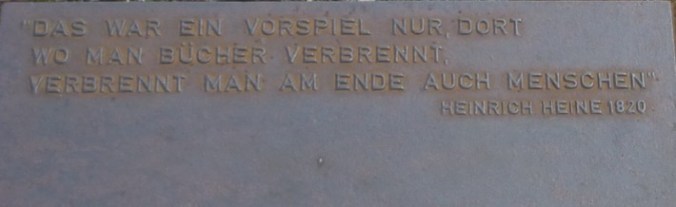 "DAS WAR EIN VORSPIEL NUR, DORT
WO MAN BÜCHER VERBRENNT,
VERBRENNT MAN AM ENDE AUCH MENSCHEN"
HEINRICH HEINE 1820